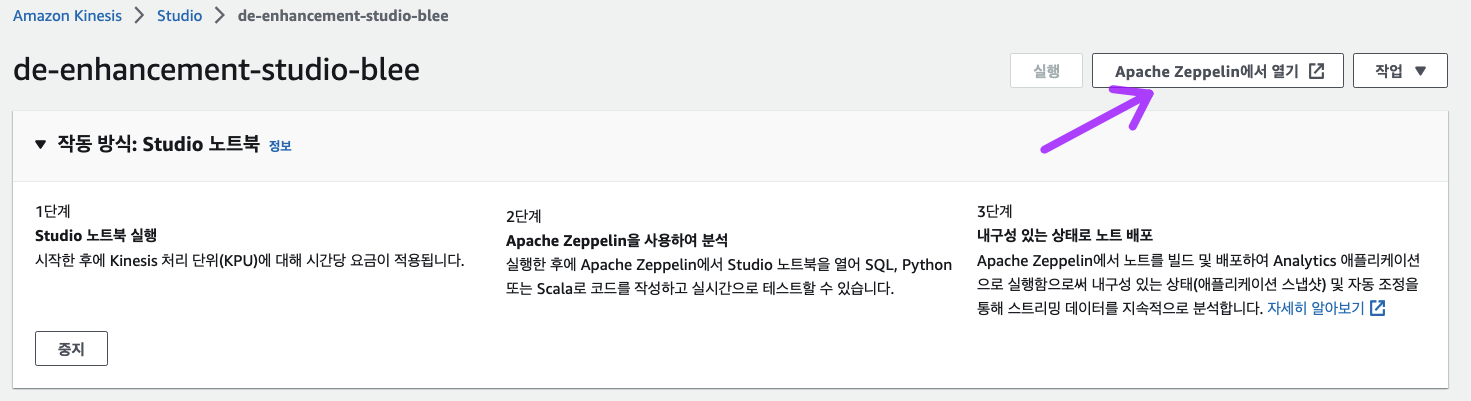 Amazon Kinesis > Studio > de-enhancement-studio-blee
de-enhancement-studio-blee
실행
Apache Zeppelin에서 열기
작업 ▼
▼ 작동 방식: Studio 노트북 정보
1단계
Studio 노트북 실행
시작한 후에 Kinesis 처리 단위(KPU)에 대해 시간당 요금이 적용됩니다.
중지
2단계
Apache Zeppelin을 사용하여 분석
실행한 후에 Apache Zeppelin에서 Studio 노트북을 열어 SQL, Python
또는 Scala로 코드를 작성하고 실시간으로 테스트할 수 있습니다.
3단계
내구성 있는 상태로 노트 배포
Apache Zeppelin에서 노트를 빌드 및 배포하여 Analytics 애플리케이션
으로 실행함으로써 내구성 있는 상태(애플리케이션 스냅샷) 및 자동 조정을
통해 스트리밍 데이터를 지속적으로 분석합니다. 자세히 알아보기